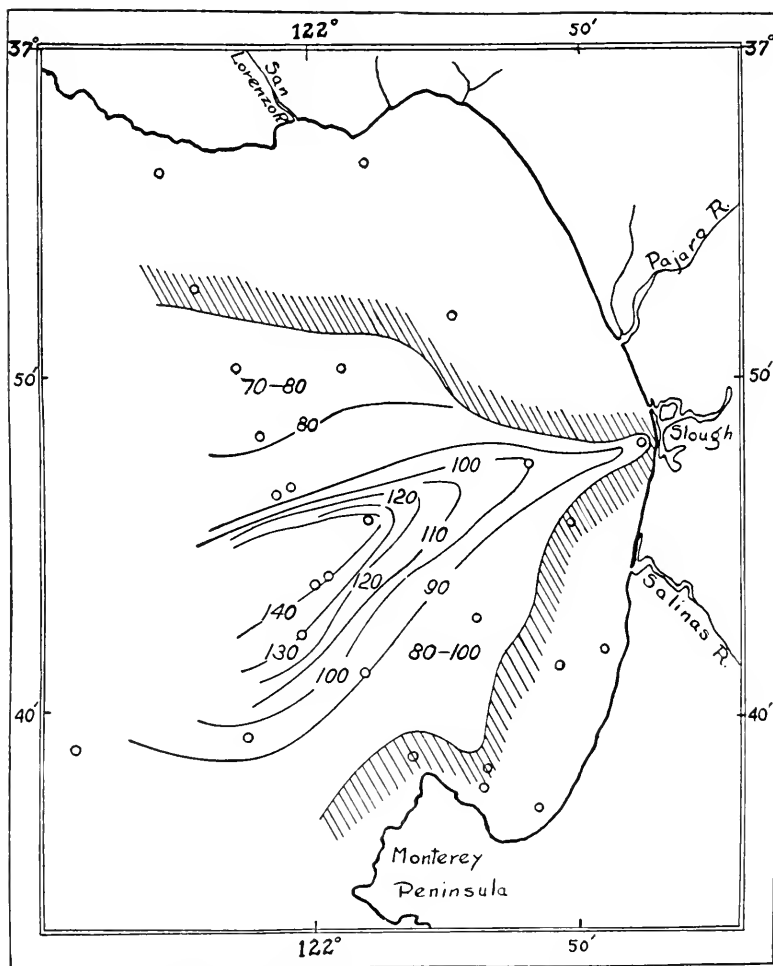 122° 50'
37° 37°
San
Lorenzo R.
Pajaro R.
50' 50'
70-80
80
Slough
100
120
110
120
90
140
130
100
80-100
Salinas R.
40' 40'
Monterey
Peninsula
122° 50'